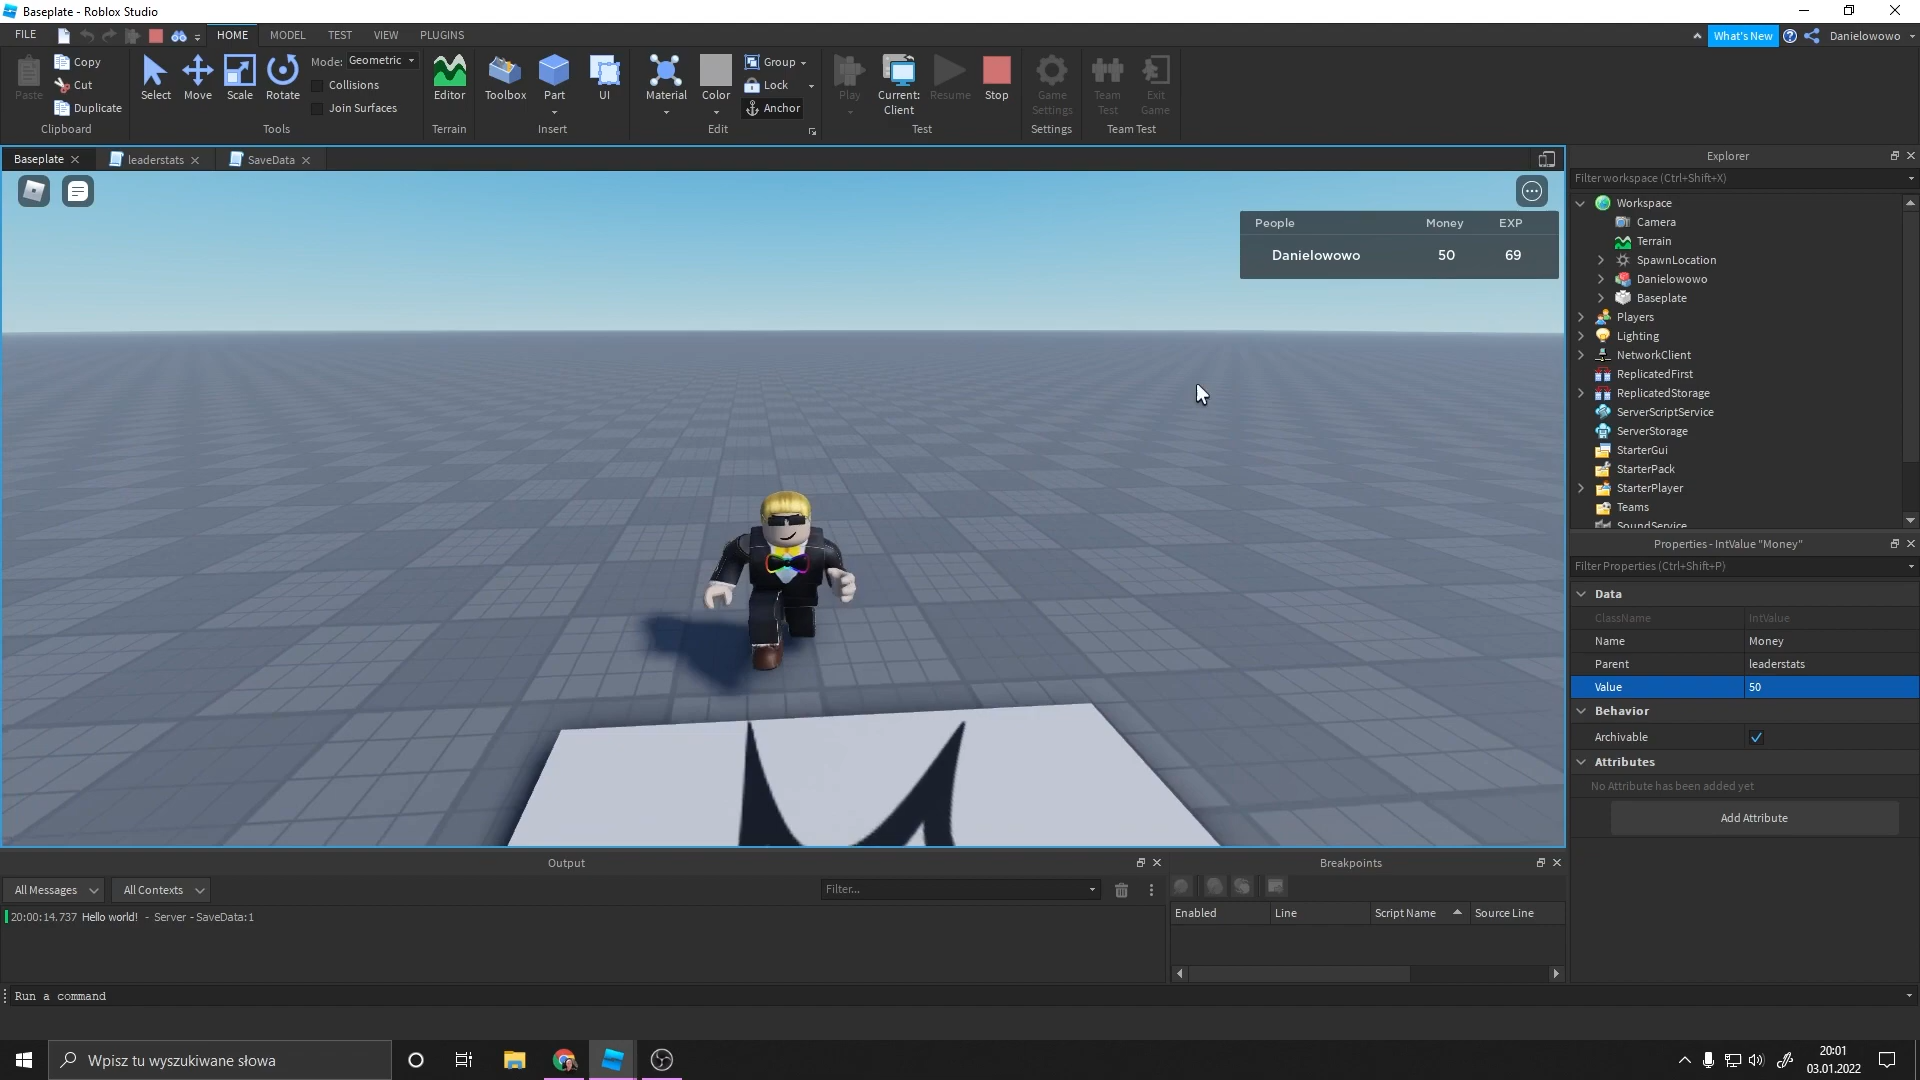 Baseplate - Roblox Studio
FILE
HOME
MODEL
TEST
VIEW
PLUGINS
What's New
Danielowowo
Paste
Copy
Cut
Duplicate
Clipboard
Select
Move
Scale
Rotate
Mode: Geometric
Collisions
Join Surfaces
Tools
Editor
Terrain
Toolbox
Part
UI
Insert
Material
Color
Group
Lock
Anchor
Edit
Play
Current:
Client
Resume
Stop
Test
Game
Settings
Settings
Team
Test
Exit
Game
Team Test
Baseplate
leaderstats
SaveData
People Money EXP
Danielowowo 50 69
Explorer
Filter workspace (Ctrl+Shift+X)
Workspace
Camera
Terrain
SpawnLocation
Danielowowo
Baseplate
Players
Lighting
NetworkClient
ReplicatedFirst
ReplicatedStorage
ServerScriptService
ServerStorage
StarterGui
StarterPack
StarterPlayer
Teams
SoundService
Properties - IntValue "Money"
Filter Properties (Ctrl+Shift+P)
Data
ClassName IntValue
Name Money
Parent leaderstats
Value 50
Behavior
Archivable
Attributes
No Attribute has been added yet
Add Attribute
Output
All Messages
All Contexts
Filter...
20:00:14.737 Hello world! - Server - SaveData:1
Breakpoints
Enabled Line Script Name Source Line
Run a command
Wpisz tu wyszukiwane słowa
20:01
03.01.2022